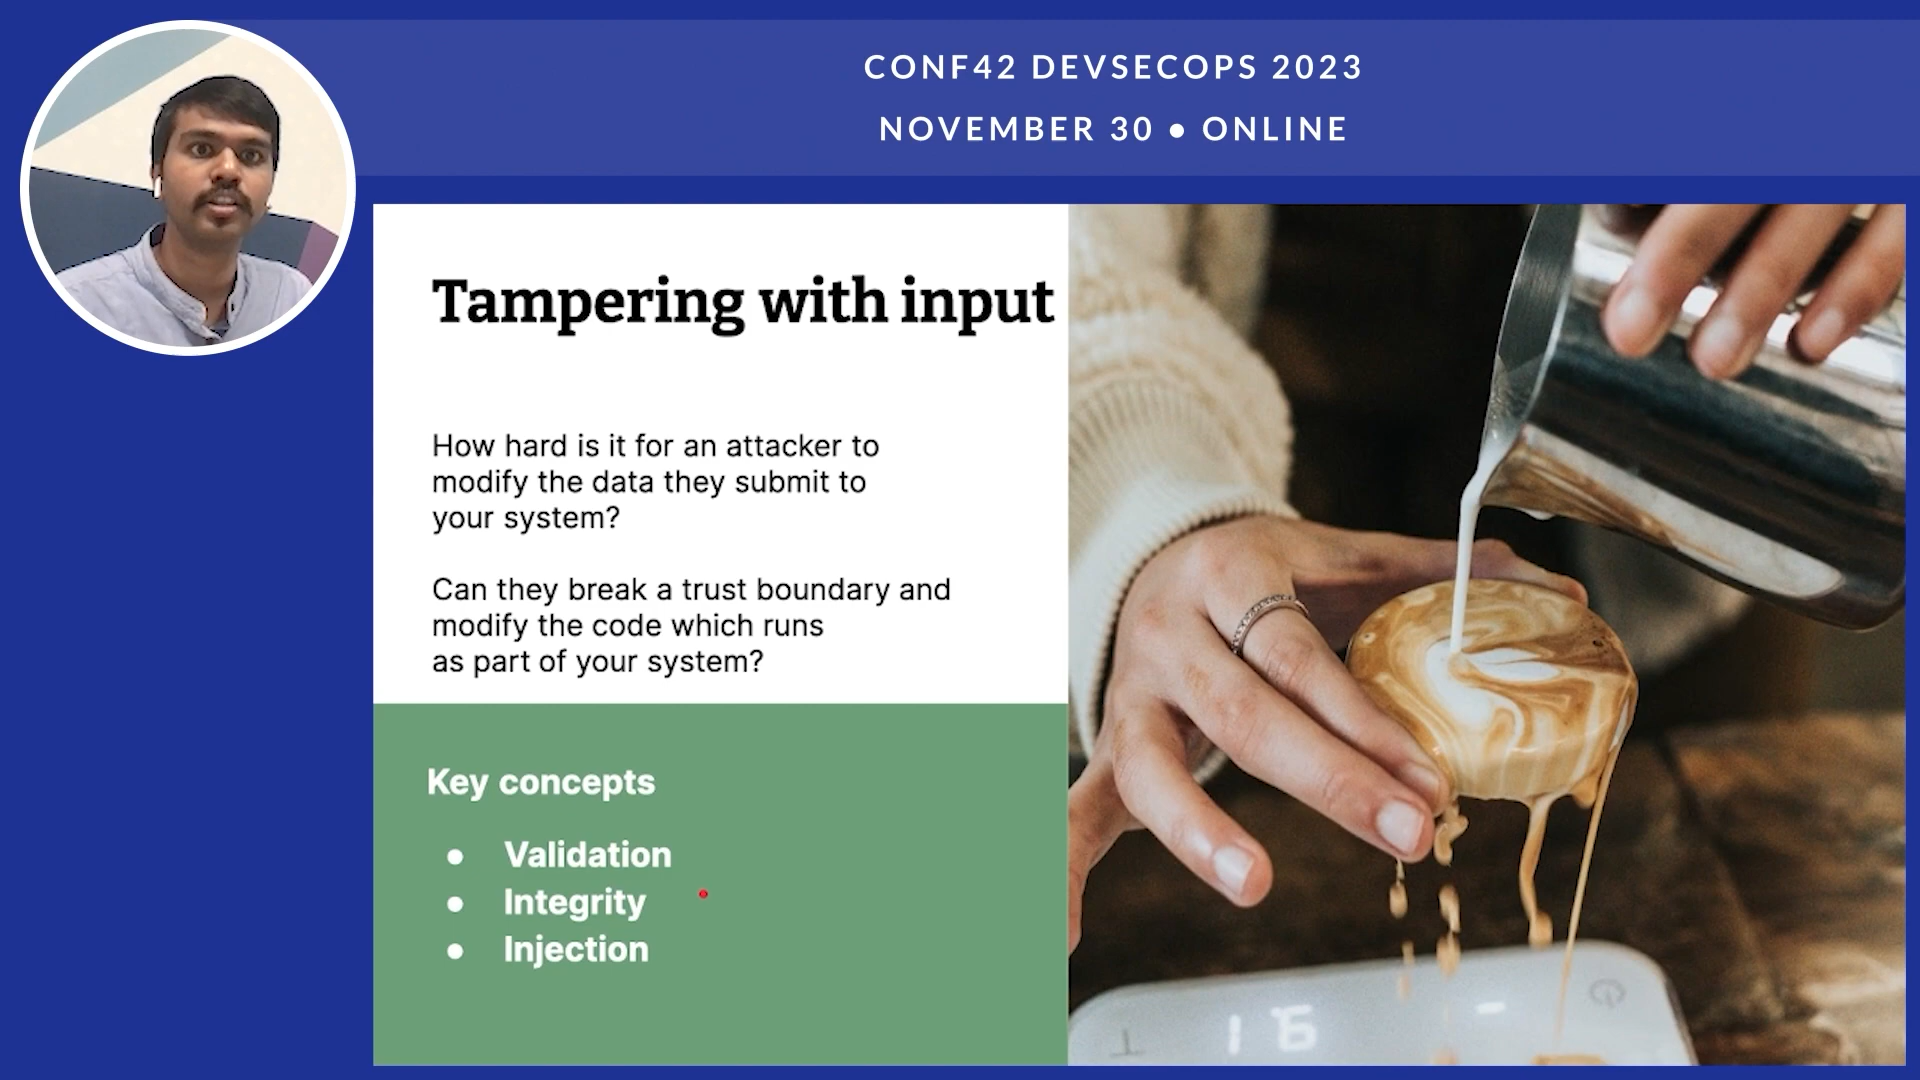 CONF42 DEVSECOPS 2023
NOVEMBER 30 ● ONLINE
Tampering with input
How hard is it for an attacker to
modify the data they submit to
your system?
Can they break a trust boundary and
modify the code which runs
as part of your system?
Key concepts
● Validation
● Integrity
● Injection